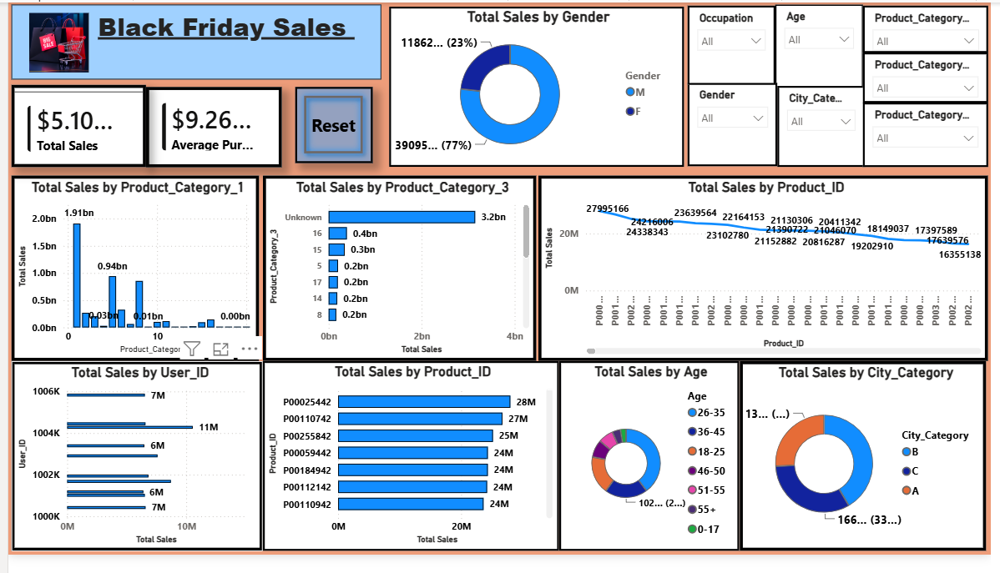 Black Friday Sales
BIG
SALE
$5.10...
Total Sales
$9.26...
Average Pur...
Reset
Total Sales by Gender
11862... (23%)
39095... (77%)
Gender
M
F
Occupation
All
Age
All
Product_Category...
All
Product_Category...
All
Gender
All
City_Cate...
All
Product_Category...
All
Total Sales by Product_Category_1
Total Sales
2.0bn
1.5bn
1.0bn
0.5bn
0.0bn
1.91bn
0.94bn
0.03bn
0.01bn
0.00bn
0
10
Product_Categor
Total Sales by Product_Category_3
Product_Category_3
Unknown 3.2bn
16 0.4bn
15 0.3bn
5 0.2bn
17 0.2bn
14 0.2bn
8 0.2bn
0bn 2bn 4bn
Total Sales
Total Sales by Product_ID
Total Sales
20M
0M
27995166
24216006
24338343
23639564
23102780
22164153
21152882
21390722
21130306
20816287
21046070
20411342
19202910
18149037
17397589
17639576
16355138
P000... P001... P002... P000... P001... P001... P001... P002... P000... P001... P001... P000... P000... P001... P000... P001... P001... P000... P001... P000... P000... P003... P002... P002...
Product_ID
Total Sales by User_ID
User_ID
1006K
1004K
1002K
1000K
7M
11M
6M
6M
7M
0M 10M
Total Sales
Total Sales by Product_ID
Product_ID
P00025442 28M
P00110742 27M
P00255842 25M
P00059442 24M
P00184942 24M
P00112142 24M
P00110942 24M
0M 20M
Total Sales
Total Sales by Age
102... (2...)
Age
26-35
36-45
18-25
46-50
51-55
55+
0-17
Total Sales by City_Category
13... (...)
166... (33...)
City_Category
B
C
A